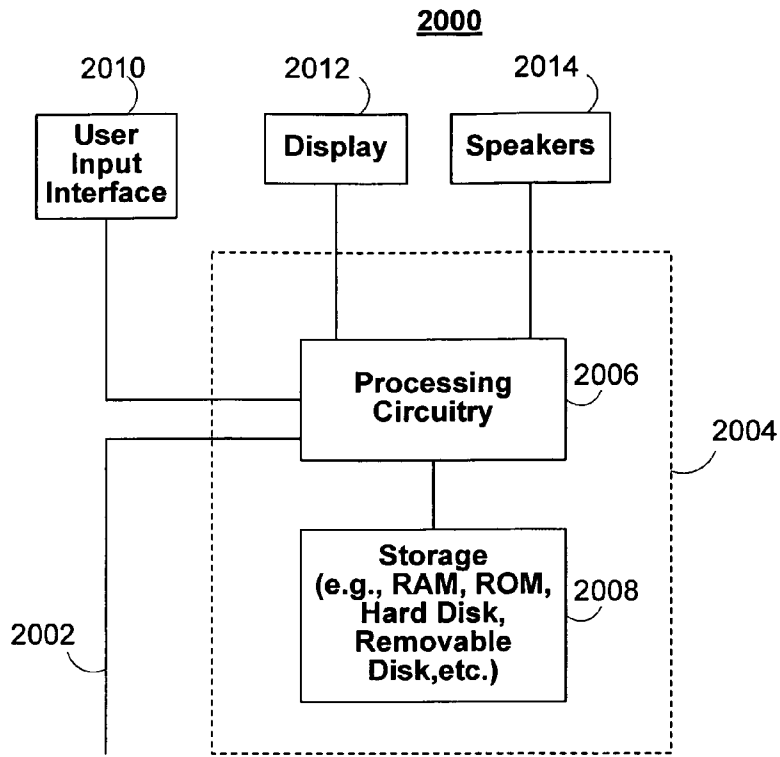 2000
2010
2012
2014
User
Input
Interface
Display
Speakers
Processing
Circuitry
2006
2004
Storage
(e.g., RAM, ROM,
Hard Disk,
Removable
Disk,etc.)
2008
2002